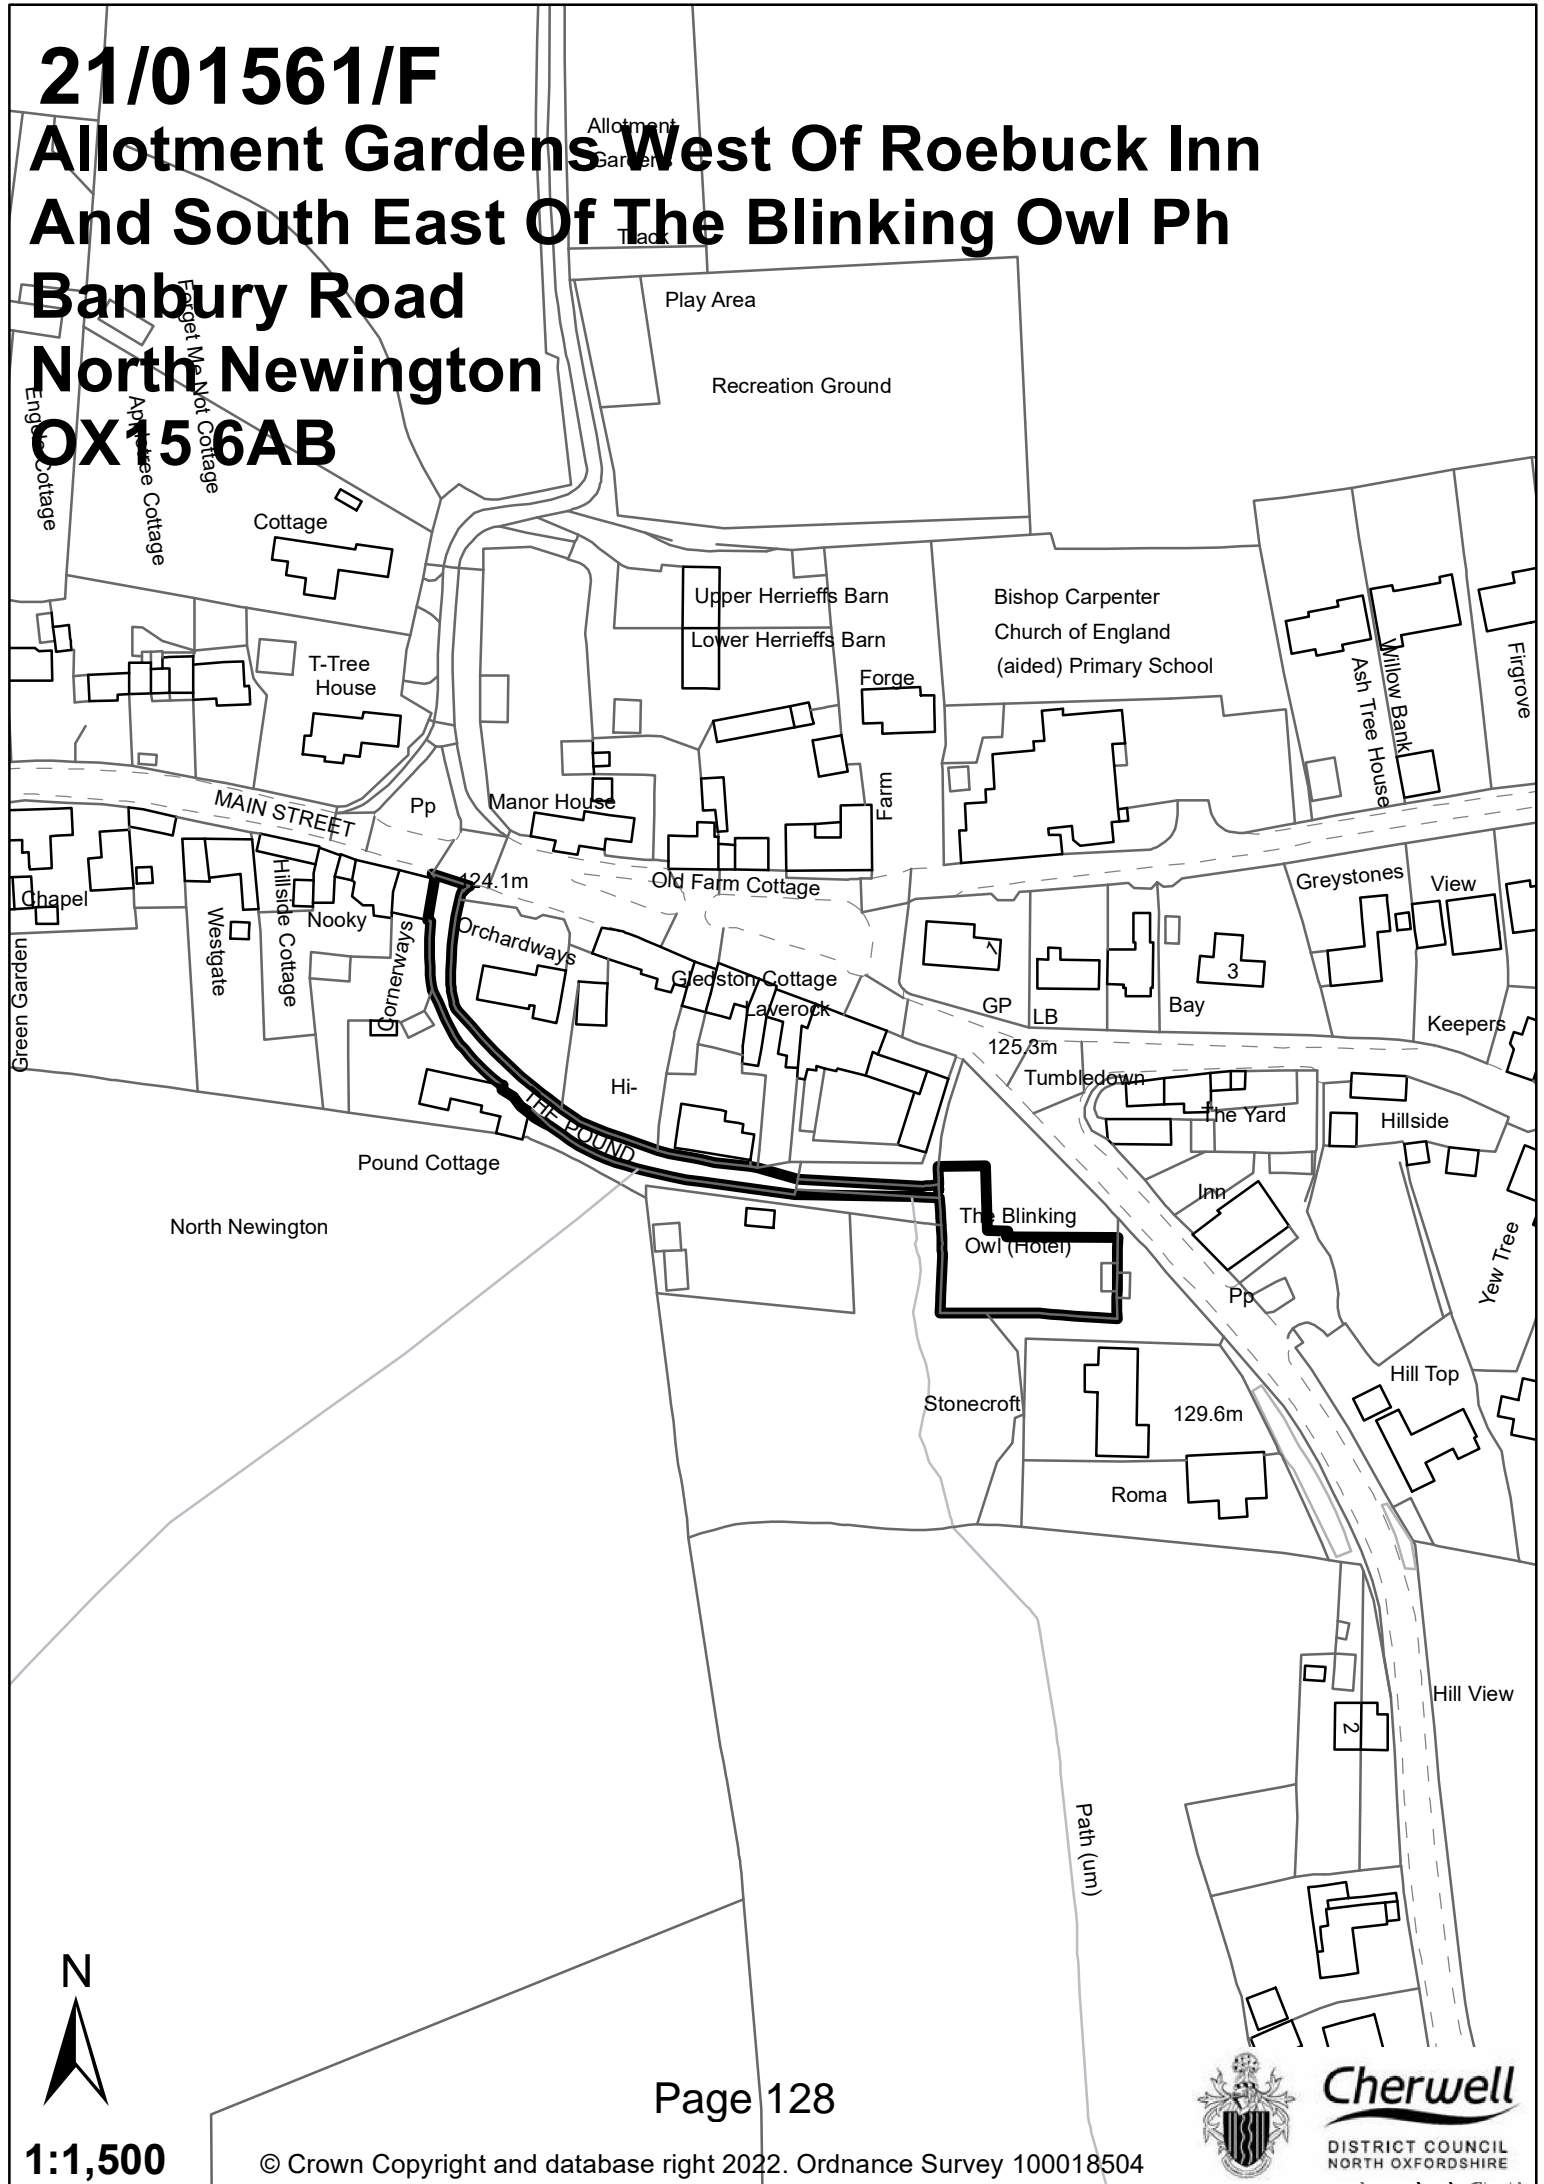 21/01561/F
Allotment Gardens West Of Roebuck Inn
And South East Of The Blinking Owl Ph
Banbury Road
North Newington
OX15 6AB
Allotment
Gardens
Track
Play Area
Recreation Ground
Forget Me Not Cottage
Appletree Cottage
Cottage
Cottage
Upper Herrieffs Barn
Lower Herrieffs Barn
Bishop Carpenter
Church of England
(aided) Primary School
T-Tree
House
Forge
Farm
Ash Tree House
Willow Bank
Firgrove
MAIN STREET
Pp
Manor House
124.1m
Old Farm Cottage
Greystones
View
Chapel
Green Garden
Westgate
Hillside Cottage
Nooky
Cornerways
Orchardways
Gledston Cottage
Laverock
1
3
GP
LB
Bay
Keepers
125.3m
Tumbledown
The Yard
Hillside
Hi-
THE POUND
Pound Cottage
North Newington
The Blinking
Owl (Hotel)
Inn
Pp
Yew Tree
Hill Top
Stonecroft
129.6m
Roma
Hill View
2
Path (um)
N
1:1,500
Page 128
© Crown Copyright and database right 2022. Ordnance Survey 100018504
Cherwell
DISTRICT COUNCIL
NORTH OXFORDSHIRE